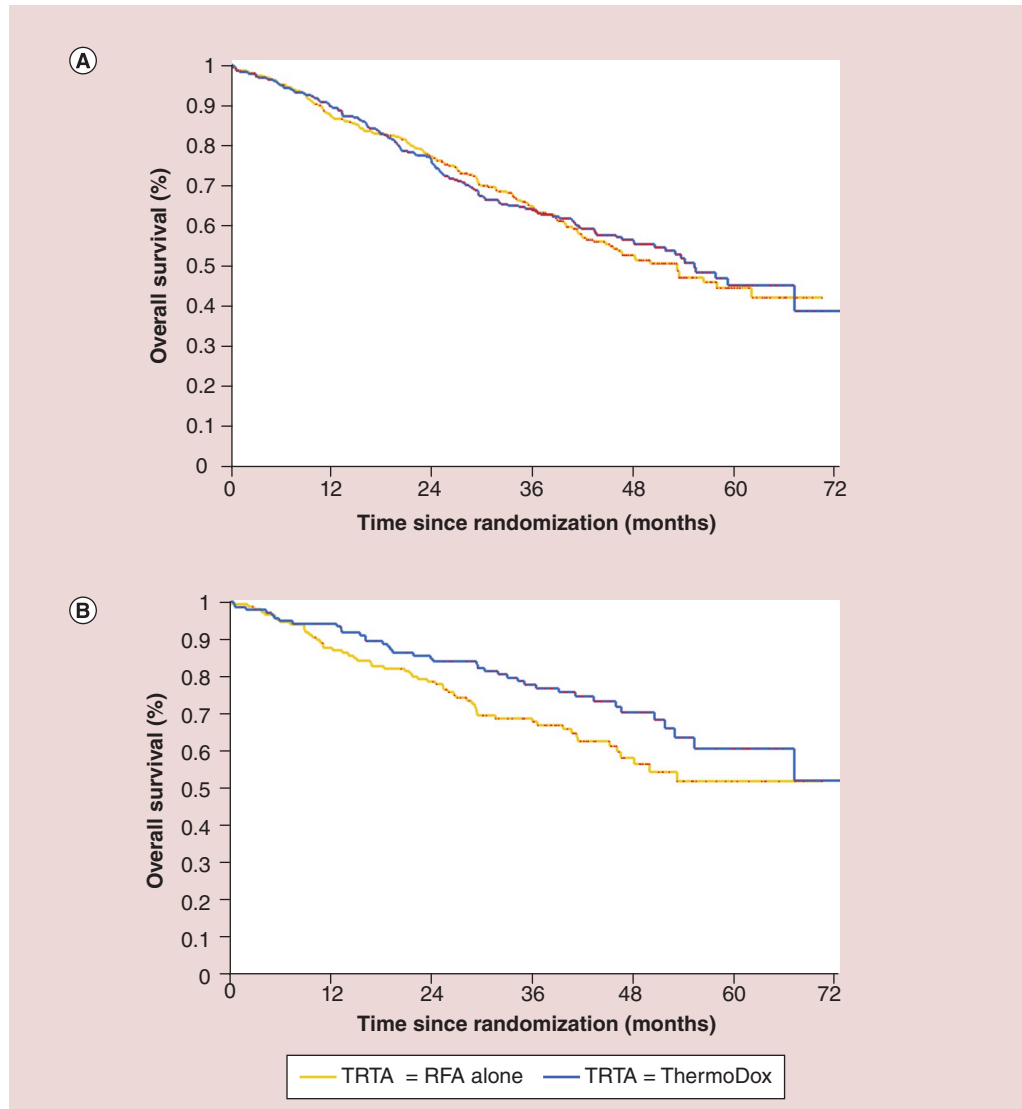 A
Overall survival (%)
1
0.9
0.8
0.7
0.6
0.5
0.4
0.3
0.2
0.1
0
0 12 24 36 48 60 72
Time since randomization (months)
B
Overall survival (%)
1
0.9
0.8
0.7
0.6
0.5
0.4
0.3
0.2
0.1
0
0 12 24 36 48 60 72
Time since randomization (months)
TRTA = RFA alone TRTA = ThermoDox